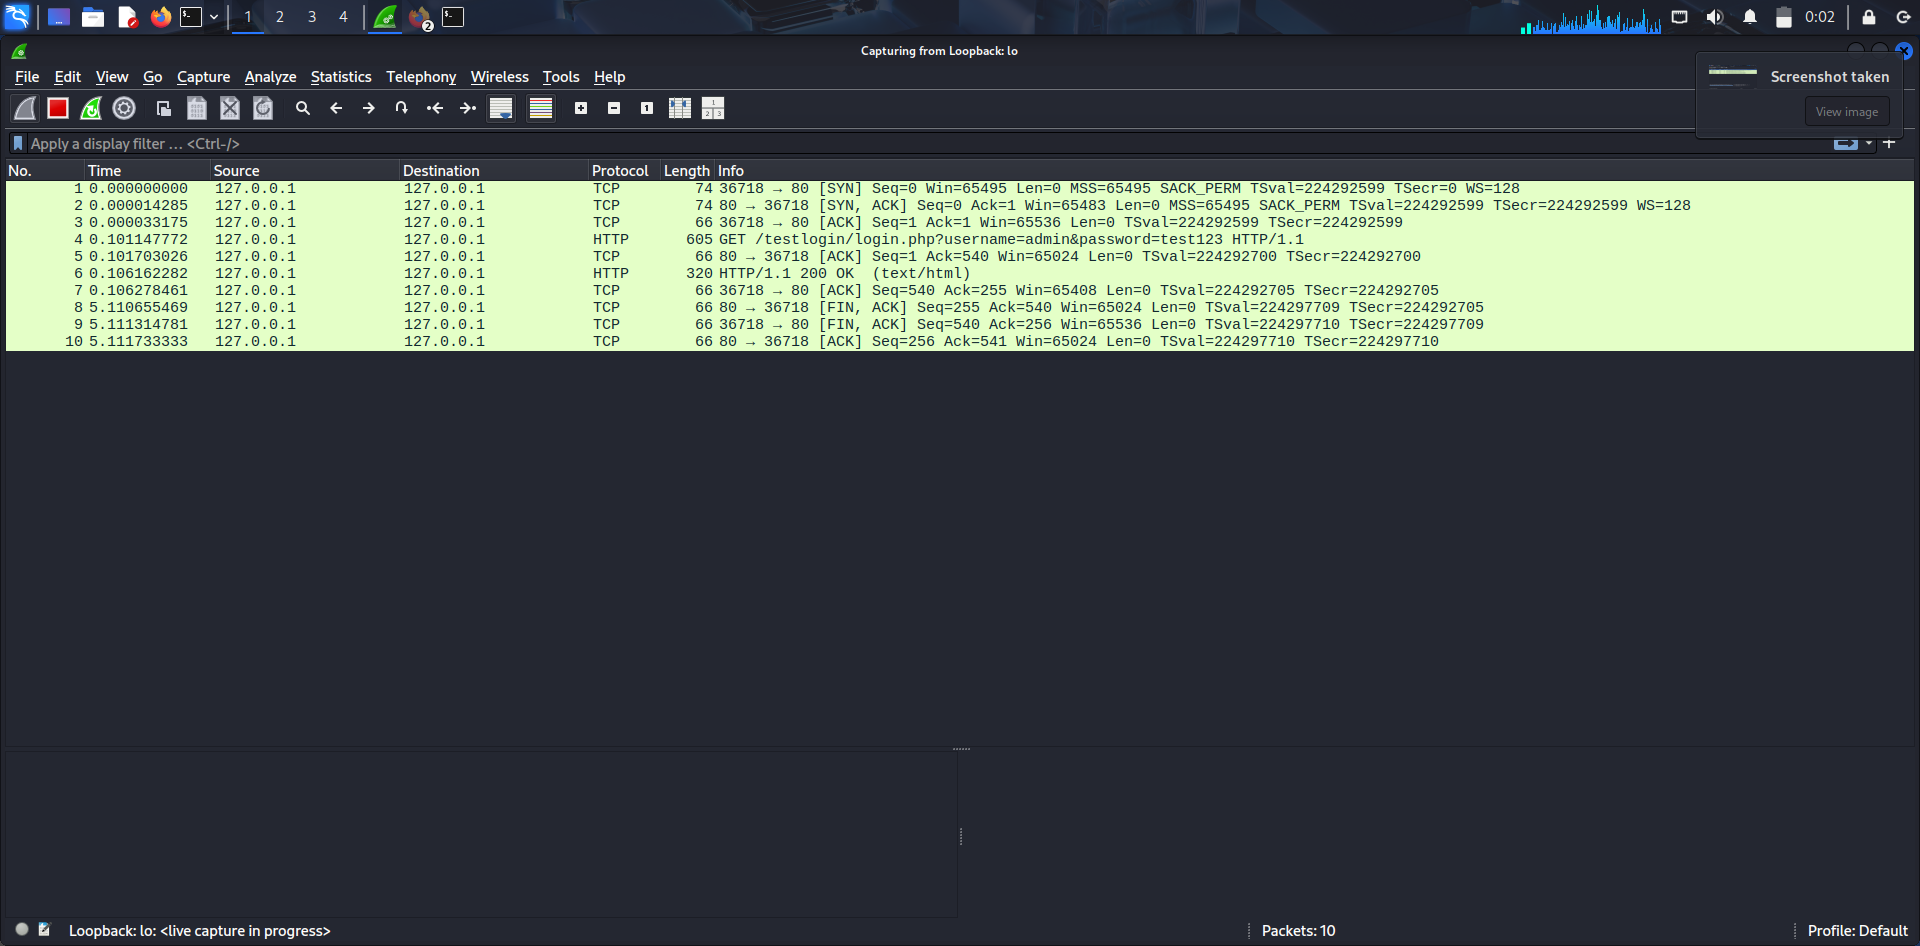 1 2 3 4 2 0:02
Capturing from Loopback: lo
File Edit View Go Capture Analyze Statistics Telephony Wireless Tools Help
Screenshot taken
View image
Apply a display filter … <Ctrl-/>
No. Time Source Destination Protocol Length Info
1 0.000000000 127.0.0.1 127.0.0.1 TCP 74 36718 → 80 [SYN] Seq=0 Win=65495 Len=0 MSS=65495 SACK_PERM TSval=224292599 TSecr=0 WS=128
2 0.000014285 127.0.0.1 127.0.0.1 TCP 74 80 → 36718 [SYN, ACK] Seq=0 Ack=1 Win=65483 Len=0 MSS=65495 SACK_PERM TSval=224292599 TSecr=224292599 WS=128
3 0.000033175 127.0.0.1 127.0.0.1 TCP 66 36718 → 80 [ACK] Seq=1 Ack=1 Win=65536 Len=0 TSval=224292599 TSecr=224292599
4 0.101147772 127.0.0.1 127.0.0.1 HTTP 605 GET /testlogin/login.php?username=admin&password=test123 HTTP/1.1
5 0.101703026 127.0.0.1 127.0.0.1 TCP 66 80 → 36718 [ACK] Seq=1 Ack=540 Win=65024 Len=0 TSval=224292700 TSecr=224292700
6 0.106162282 127.0.0.1 127.0.0.1 HTTP 320 HTTP/1.1 200 OK  (text/html)
7 0.106278461 127.0.0.1 127.0.0.1 TCP 66 36718 → 80 [ACK] Seq=540 Ack=255 Win=65408 Len=0 TSval=224292705 TSecr=224292705
8 5.110655469 127.0.0.1 127.0.0.1 TCP 66 80 → 36718 [FIN, ACK] Seq=255 Ack=540 Win=65024 Len=0 TSval=224297709 TSecr=224292705
9 5.111314781 127.0.0.1 127.0.0.1 TCP 66 36718 → 80 [FIN, ACK] Seq=540 Ack=256 Win=65536 Len=0 TSval=224297710 TSecr=224297709
10 5.111733333 127.0.0.1 127.0.0.1 TCP 66 80 → 36718 [ACK] Seq=256 Ack=541 Win=65024 Len=0 TSval=224297710 TSecr=224297710
Loopback: lo: <live capture in progress> Packets: 10 Profile: Default